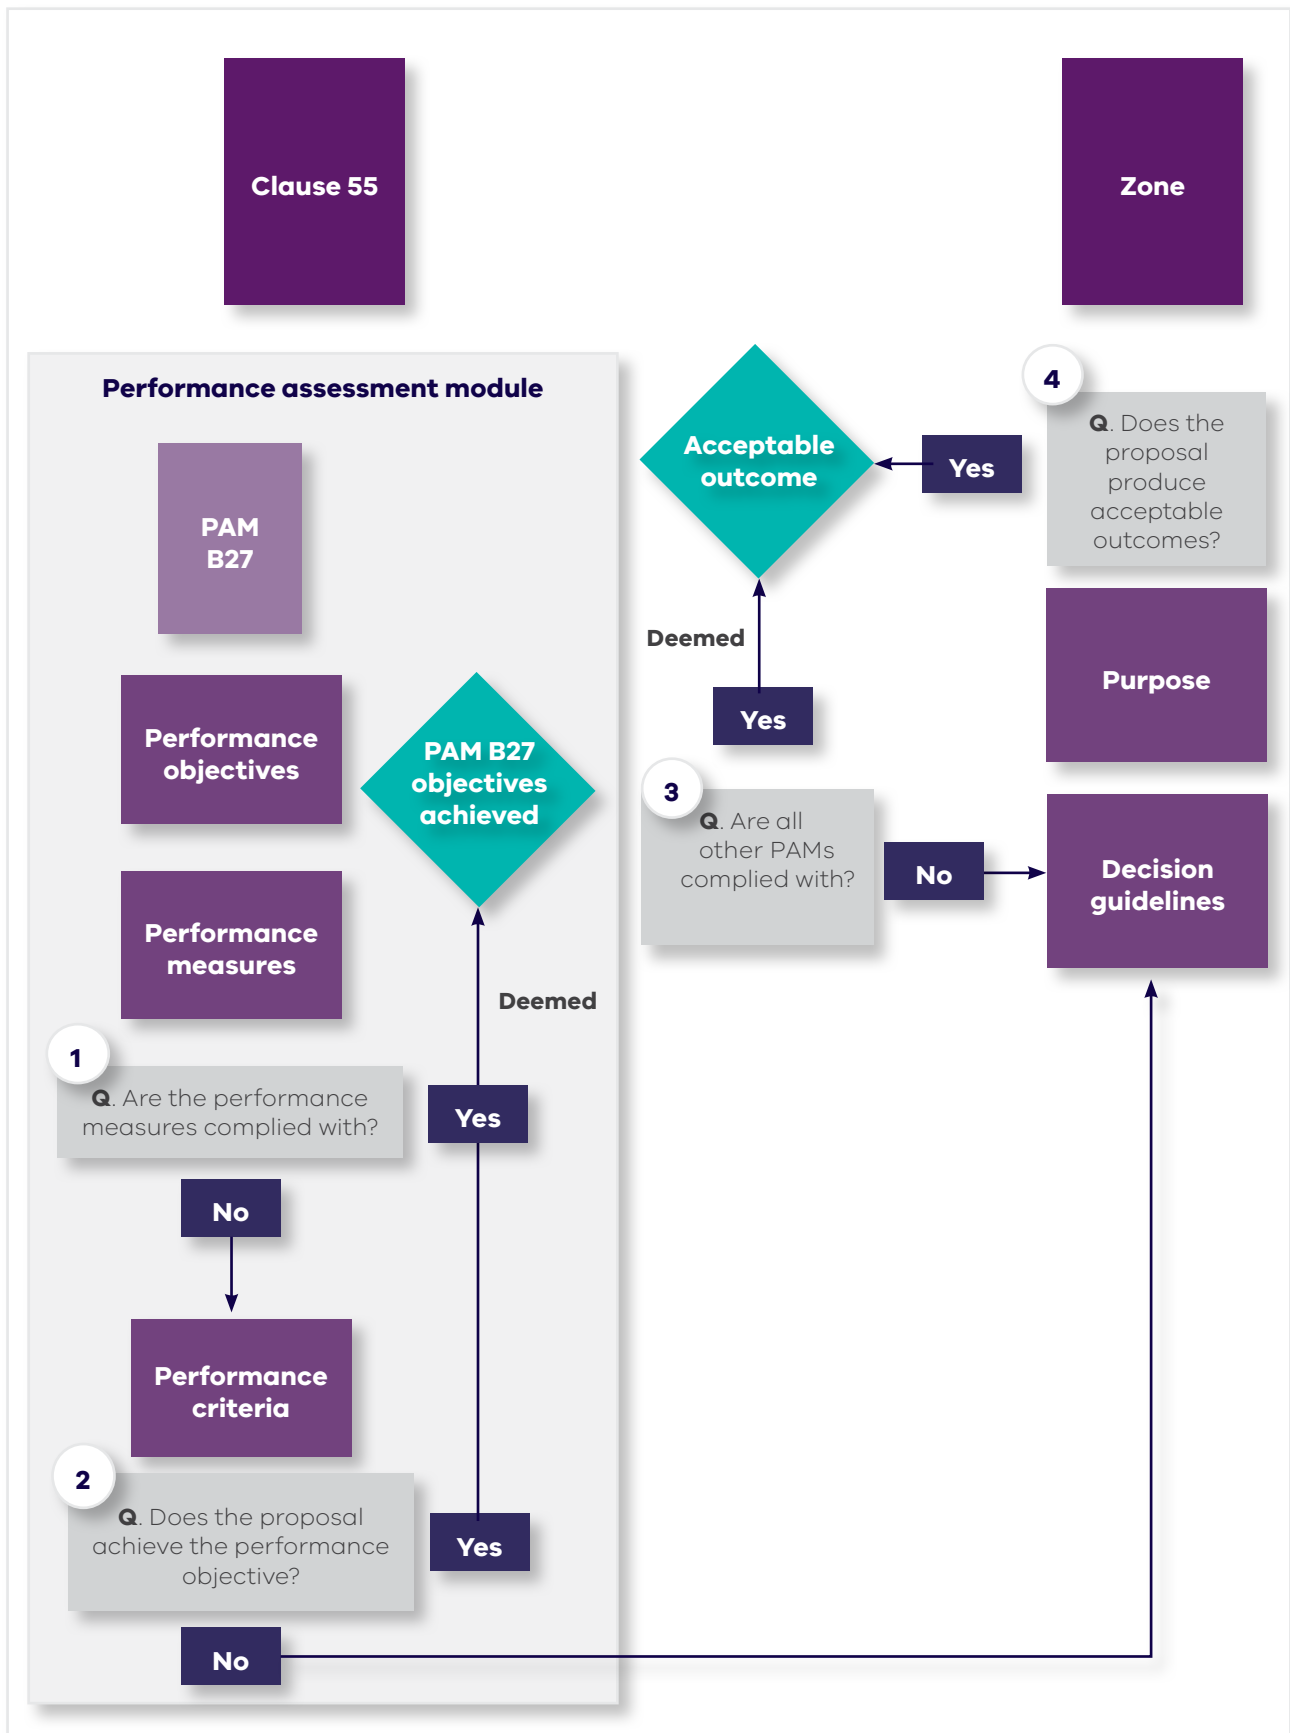 Clause 55
Zone
Performance assessment module
PAM
B27
Performance
objectives
Performance
measures
PAM B27
objectives
achieved
Deemed
1
Q. Are the performance
measures complied with?
Yes
No
Performance
criteria
2
Q. Does the proposal
achieve the performance
objective?
Yes
No
Acceptable
outcome
Yes
Deemed
Yes
3
Q. Are all
other PAMs
complied with?
No
4
Q. Does the
proposal
produce
acceptable
outcomes?
Purpose
Decision
guidelines